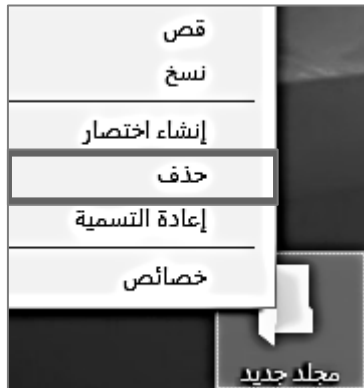 قص
نسخ
إنشاء اختصار
حذف
إعادة التسمية
خصائص
مجلد جديد